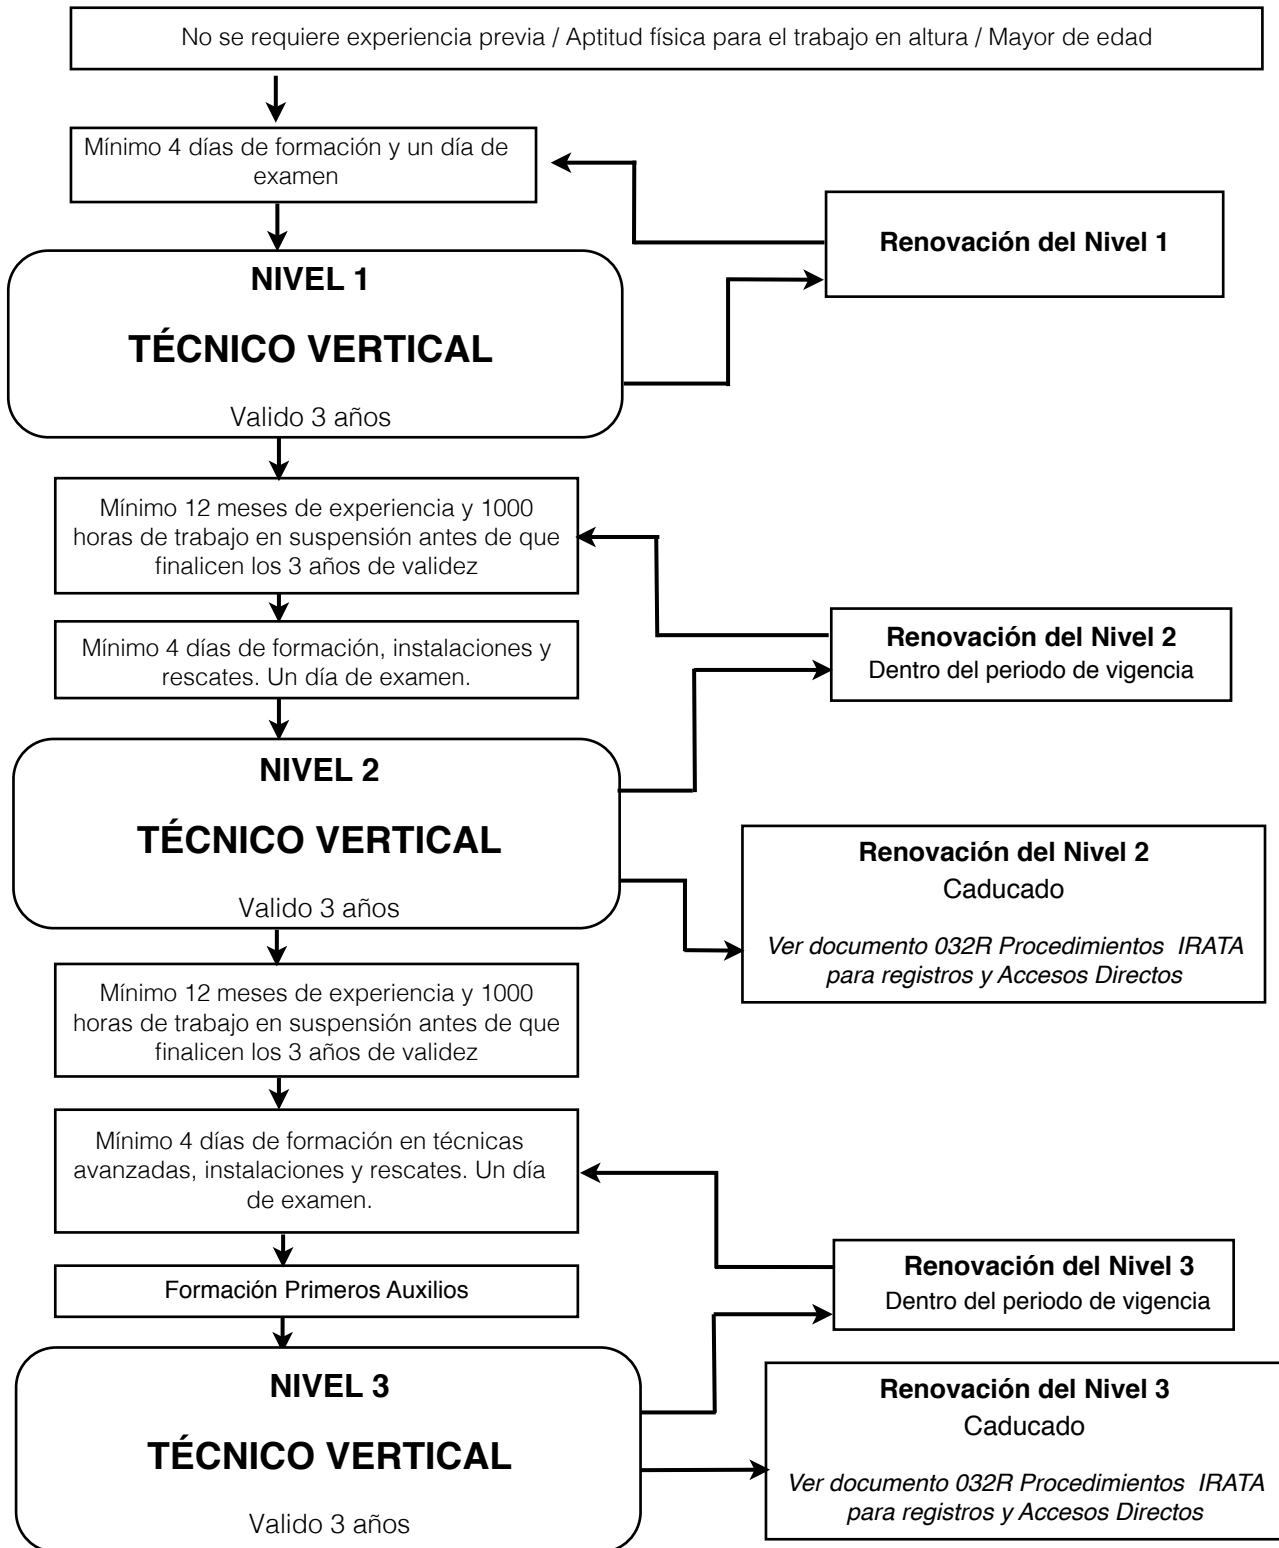 No se requiere experiencia previa / Aptitud física para el trabajo en altura / Mayor de edad
Mínimo 4 días de formación y un día de
examen
Renovación del Nivel 1
NIVEL 1
TÉCNICO VERTICAL
Valido 3 años
Mínimo 12 meses de experiencia y 1000
horas de trabajo en suspensión antes de que
finalicen los 3 años de validez
Mínimo 4 días de formación, instalaciones y
rescates. Un día de examen.
Renovación del Nivel 2
Dentro del periodo de vigencia
NIVEL 2
TÉCNICO VERTICAL
Valido 3 años
Renovación del Nivel 2
Caducado
Ver documento 032R Procedimientos  IRATA
para registros y Accesos Directos
Mínimo 12 meses de experiencia y 1000
horas de trabajo en suspensión antes de que
finalicen los 3 años de validez
Mínimo 4 días de formación en técnicas
avanzadas, instalaciones y rescates. Un día
de examen.
Formación Primeros Auxilios
Renovación del Nivel 3
Dentro del periodo de vigencia
NIVEL 3
TÉCNICO VERTICAL
Valido 3 años
Renovación del Nivel 3
Caducado
Ver documento 032R Procedimientos  IRATA
para registros y Accesos Directos